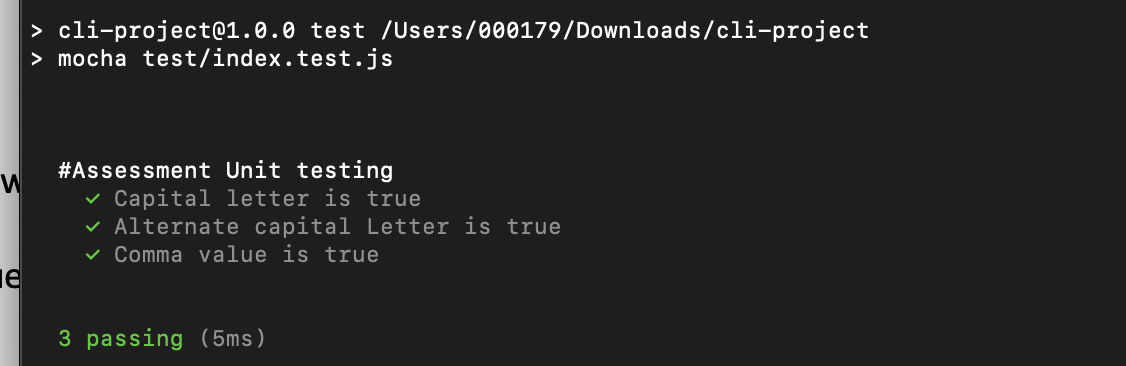 > cli-project@1.0.0 test /Users/000179/Downloads/cli-project
> mocha test/index.test.js
#Assessment Unit testing
✓ Capital letter is true
✓ Alternate capital Letter is true
✓ Comma value is true
3 passing (5ms)